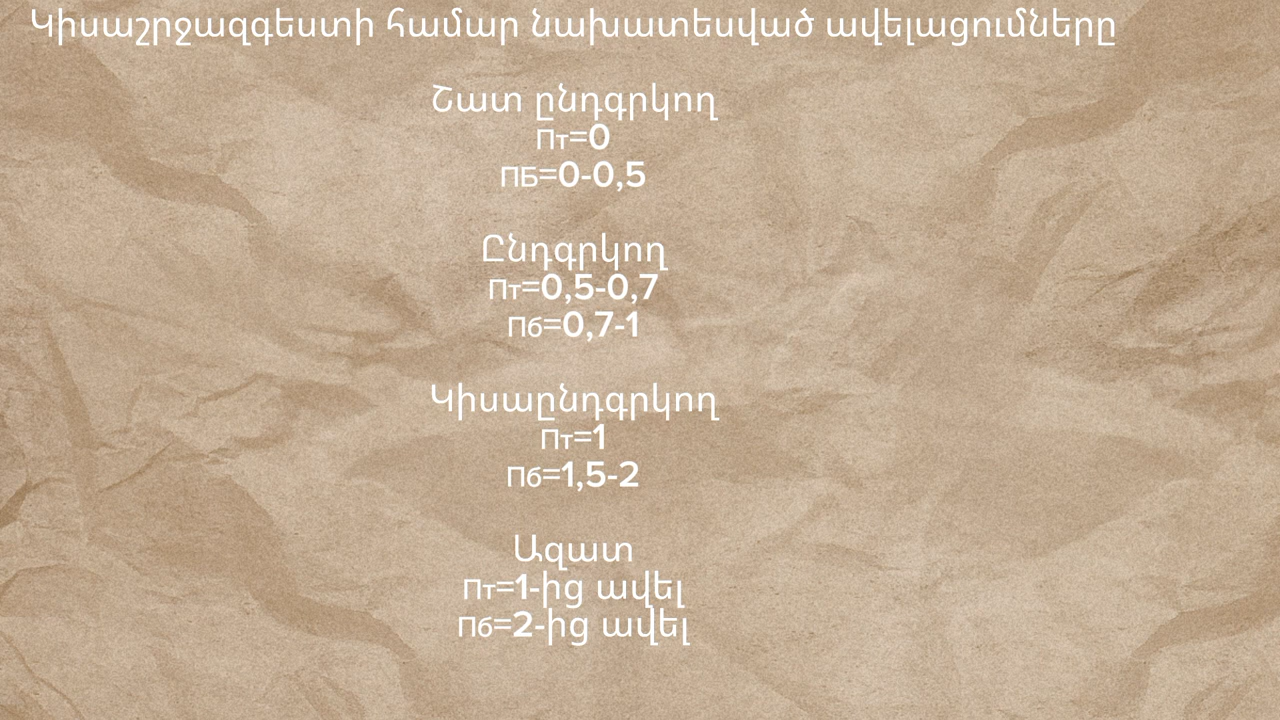 Կիսաշրջազգեստի համար նախատեսված ավելացումները
Շատ ընդգրկող
Пт=0
ПБ=0-0,5
Ընդգրկող
Пт=0,5-0,7
Пб=0,7-1
Կիսաընդգրկող
Пт=1
Пб=1,5-2
Ազատ
Пт=1-ից ավել
Пб=2-ից ավել